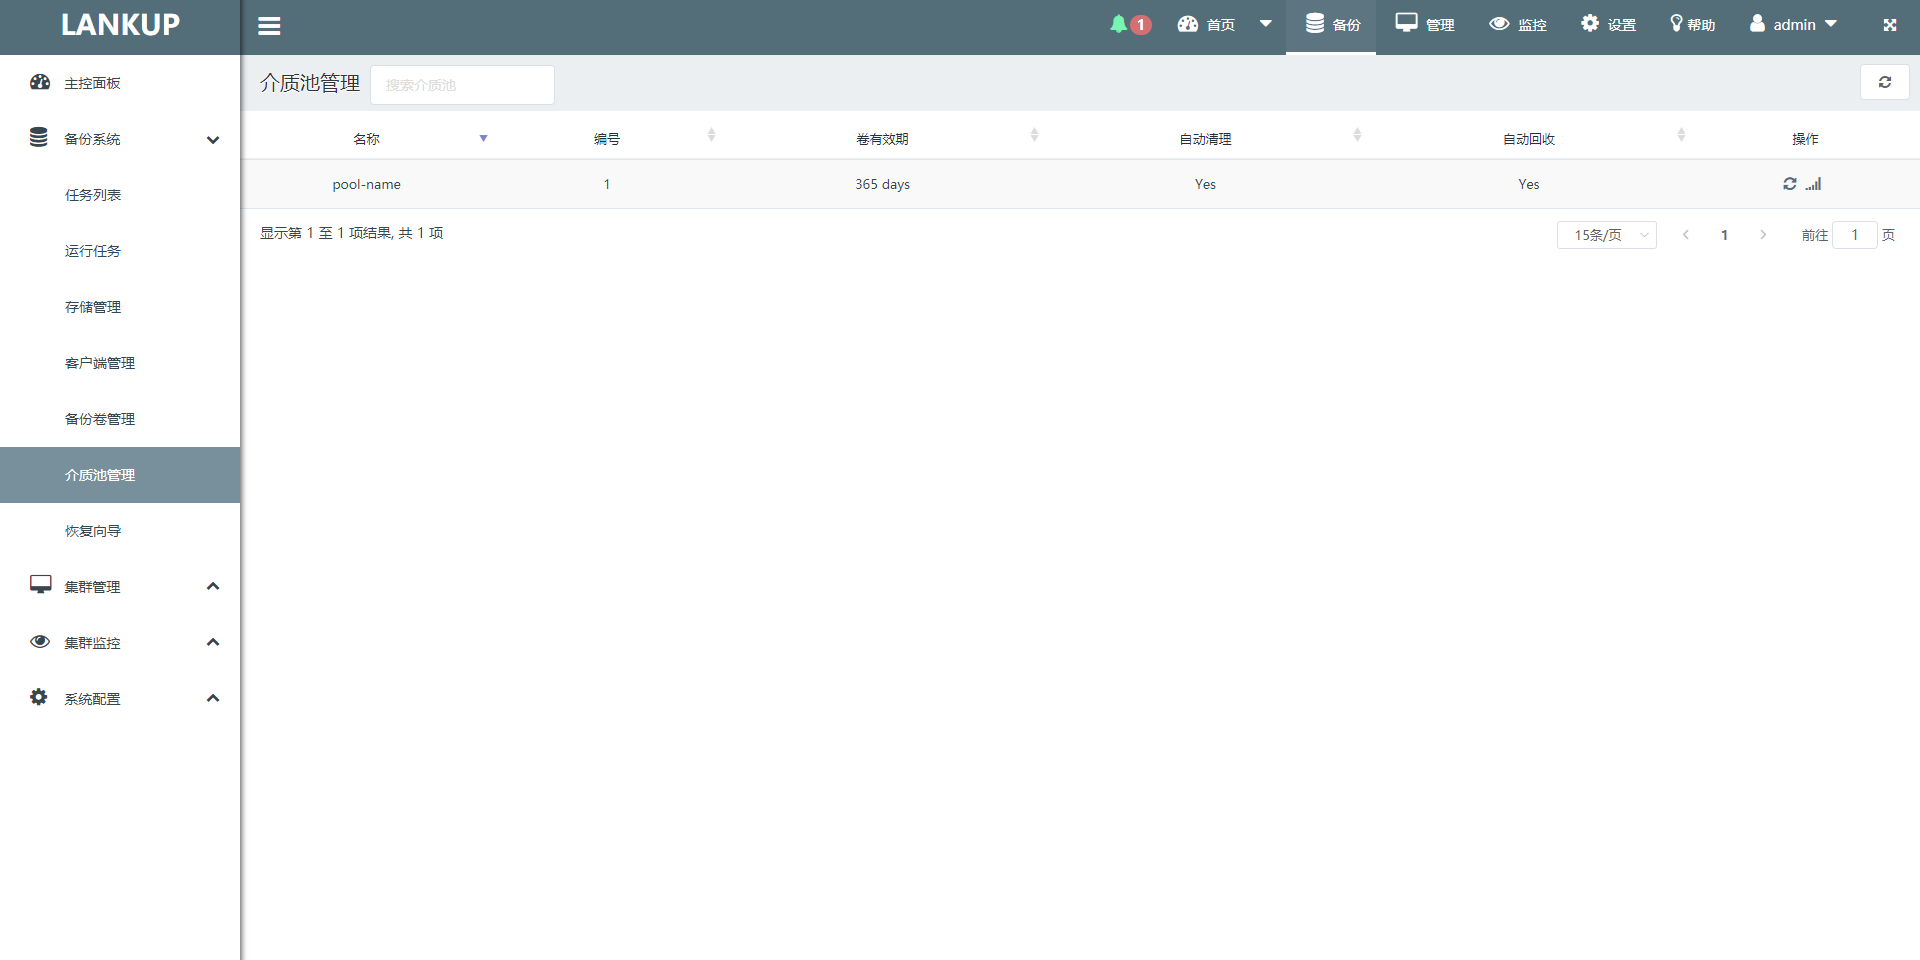 LANKUP
1 首页 备份 管理 监控 设置 帮助 admin
主控面板
备份系统
任务列表
运行任务
存储管理
客户端管理
备份卷管理
介质池管理
恢复向导
集群管理
集群监控
系统配置
介质池管理 搜索介质池
名称 编号 卷有效期 自动清理 自动回收 操作
pool-name 1 365 days Yes Yes
显示第 1 至 1 项结果, 共 1 项 15条/页 1 前往 1 页